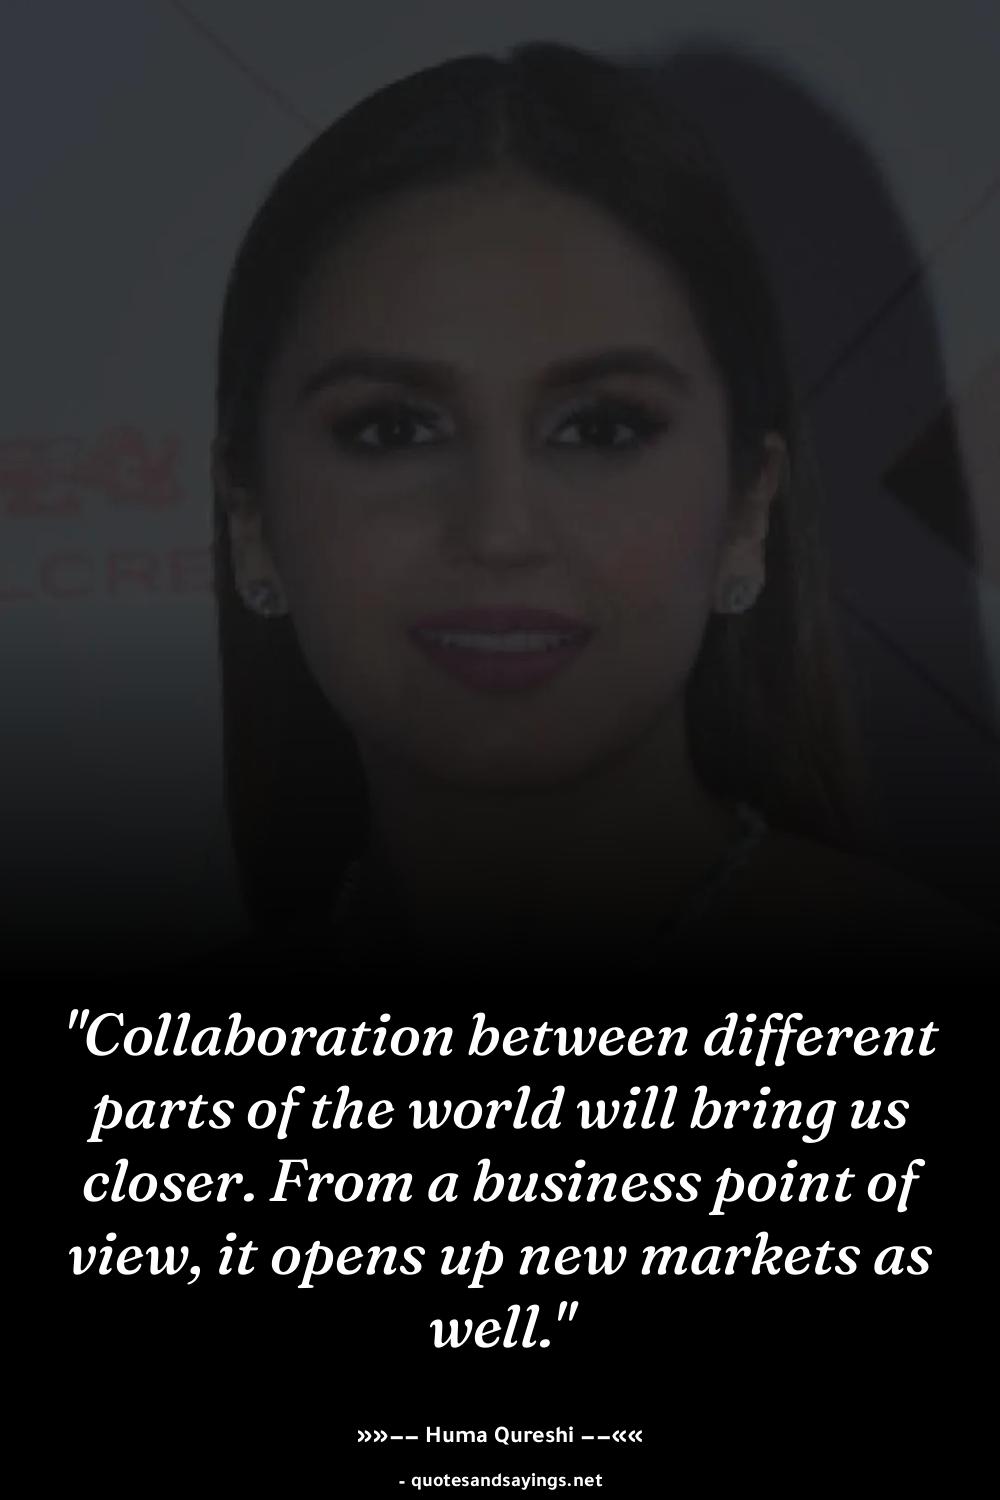 LCRE
"Collaboration between different
parts of the world will bring us
closer. From a business point of
view, it opens up new markets as
well."
»»–– Huma Qureshi ––««
- quotesandsayings.net